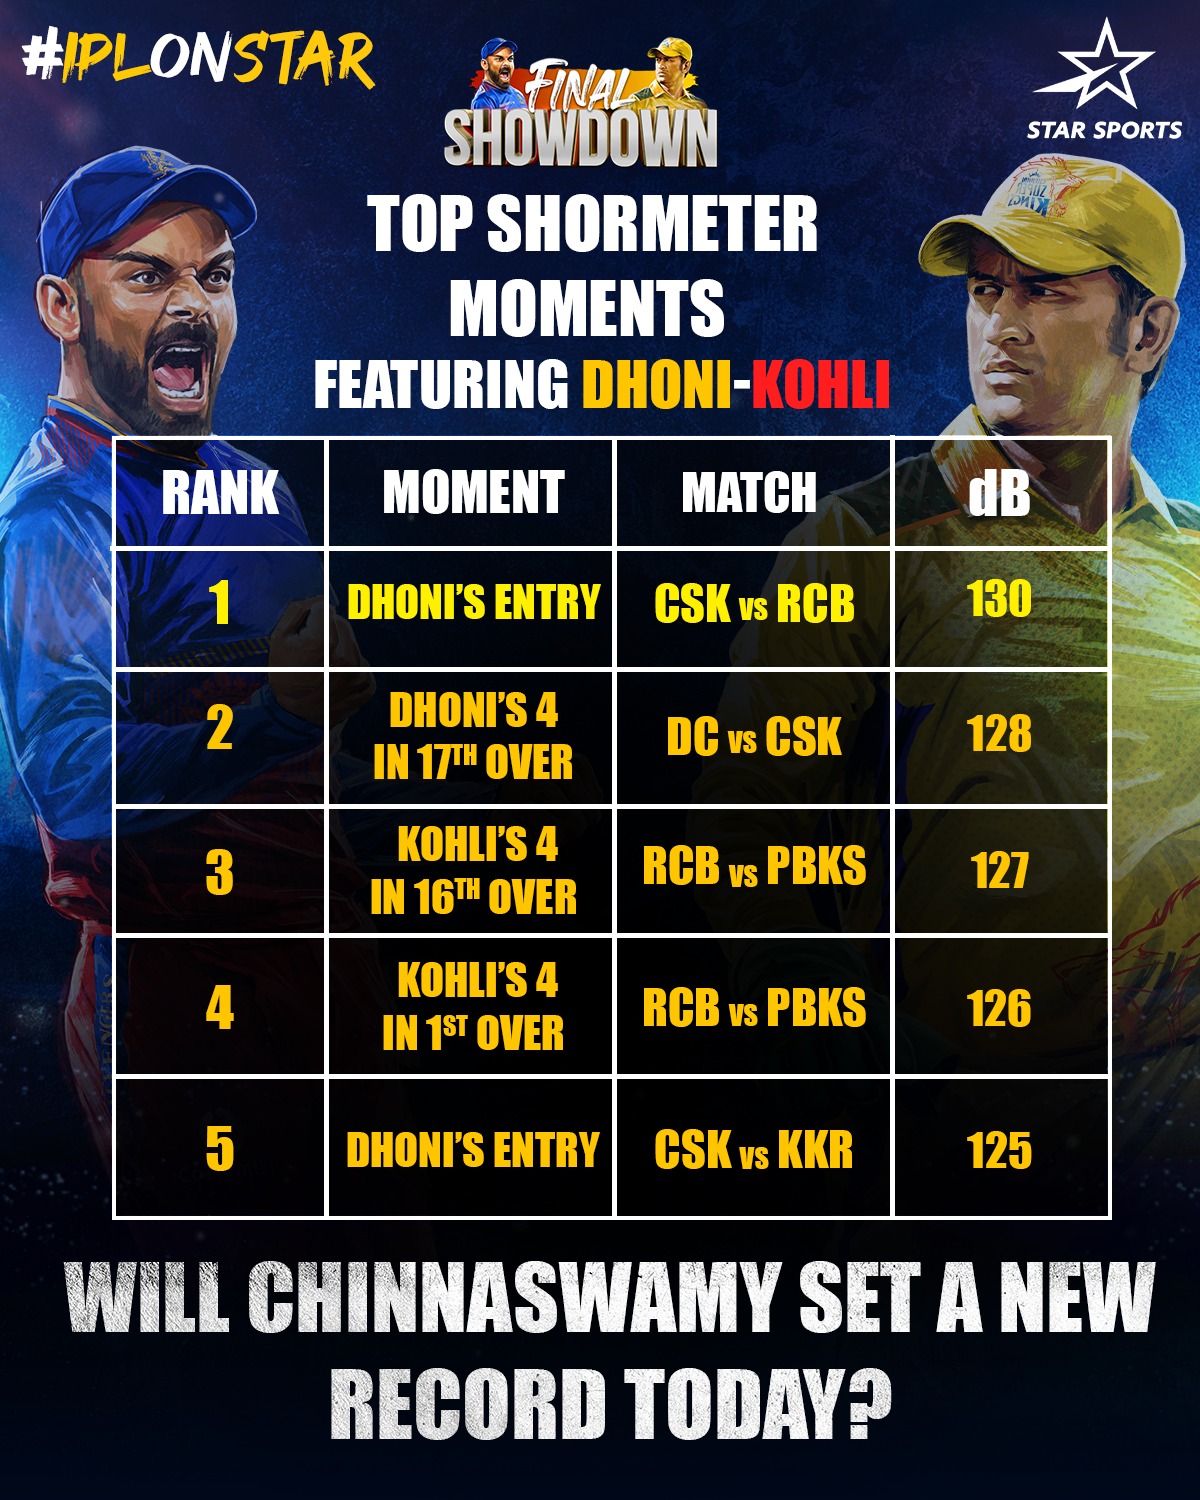 #IPLONSTAR
FINAL
SHOWDOWN
STAR SPORTS
TOP SHORMETER
MOMENTS
FEATURING DHONI-KOHLI
RANK MOMENT MATCH dB
1 DHONI'S ENTRY CSK vs RCB 130
2 DHONI'S 4
IN 17TH OVER DC vs CSK 128
3 KOHLI'S 4
IN 16TH OVER RCB vs PBKS 127
4 KOHLI'S 4
IN 1ST OVER RCB vs PBKS 126
5 DHONI'S ENTRY CSK vs KKR 125
WILL CHINNASWAMY SET A NEW
RECORD TODAY?